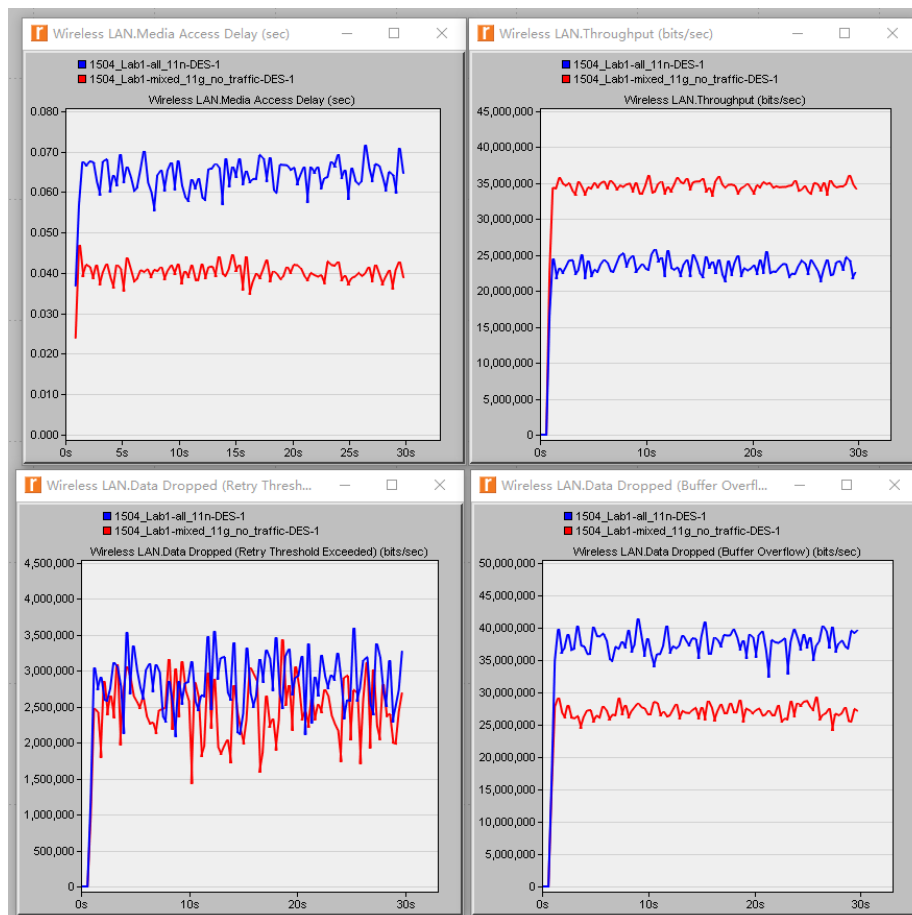 Wireless LAN.Media Access Delay (sec)
1504_Lab1-all_11n-DES-1
1504_Lab1-mixed_11g_no_traffic-DES-1
Wireless LAN.Media Access Delay (sec)
0.080
0.070
0.060
0.050
0.040
0.030
0.020
0.010
0.000
0s 5s 10s 15s 20s 25s 30s
Wireless LAN.Throughput (bits/sec)
1504_Lab1-all_11n-DES-1
1504_Lab1-mixed_11g_no_traffic-DES-1
Wireless LAN.Throughput (bits/sec)
45,000,000
40,000,000
35,000,000
30,000,000
25,000,000
20,000,000
15,000,000
10,000,000
5,000,000
0
0s 10s 20s 30s
Wireless LAN.Data Dropped (Retry Thresh...
1504_Lab1-all_11n-DES-1
1504_Lab1-mixed_11g_no_traffic-DES-1
Wireless LAN.Data Dropped (Retry Threshold Exceeded) (bits/sec)
4,500,000
4,000,000
3,500,000
3,000,000
2,500,000
2,000,000
1,500,000
1,000,000
500,000
0
0s 10s 20s 30s
Wireless LAN.Data Dropped (Buffer Overfl...
1504_Lab1-all_11n-DES-1
1504_Lab1-mixed_11g_no_traffic-DES-1
Wireless LAN.Data Dropped (Buffer Overflow) (bits/sec)
50,000,000
45,000,000
40,000,000
35,000,000
30,000,000
25,000,000
20,000,000
15,000,000
10,000,000
5,000,000
0
0s 10s 20s 30s